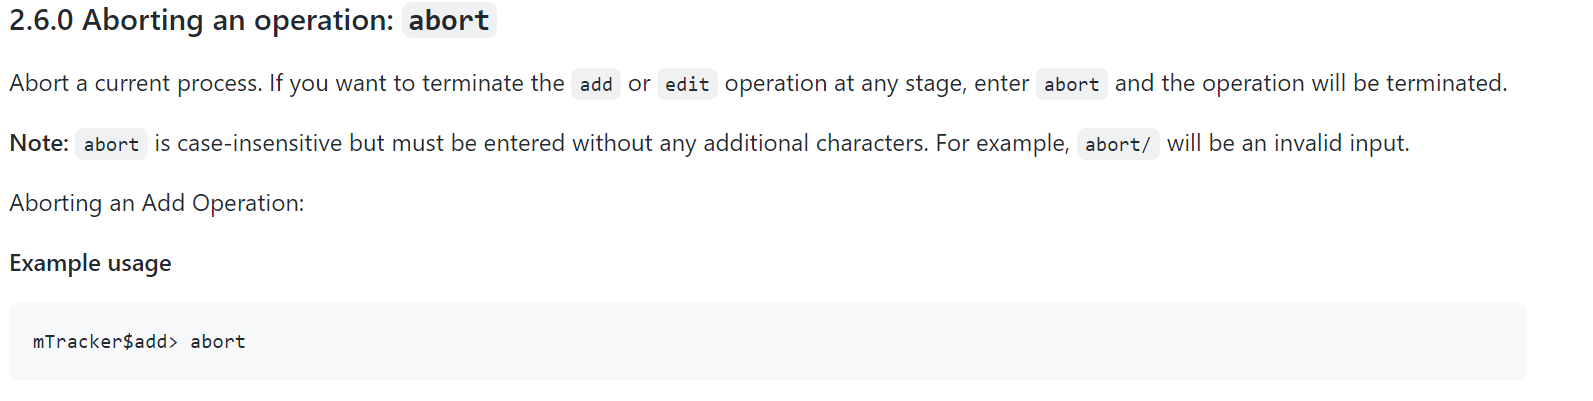 2.6.0 Aborting an operation: abort
Abort a current process. If you want to terminate the add or edit operation at any stage, enter abort and the operation will be terminated.
Note: abort is case-insensitive but must be entered without any additional characters. For example, abort/ will be an invalid input.
Aborting an Add Operation:
Example usage
mTracker$add> abort